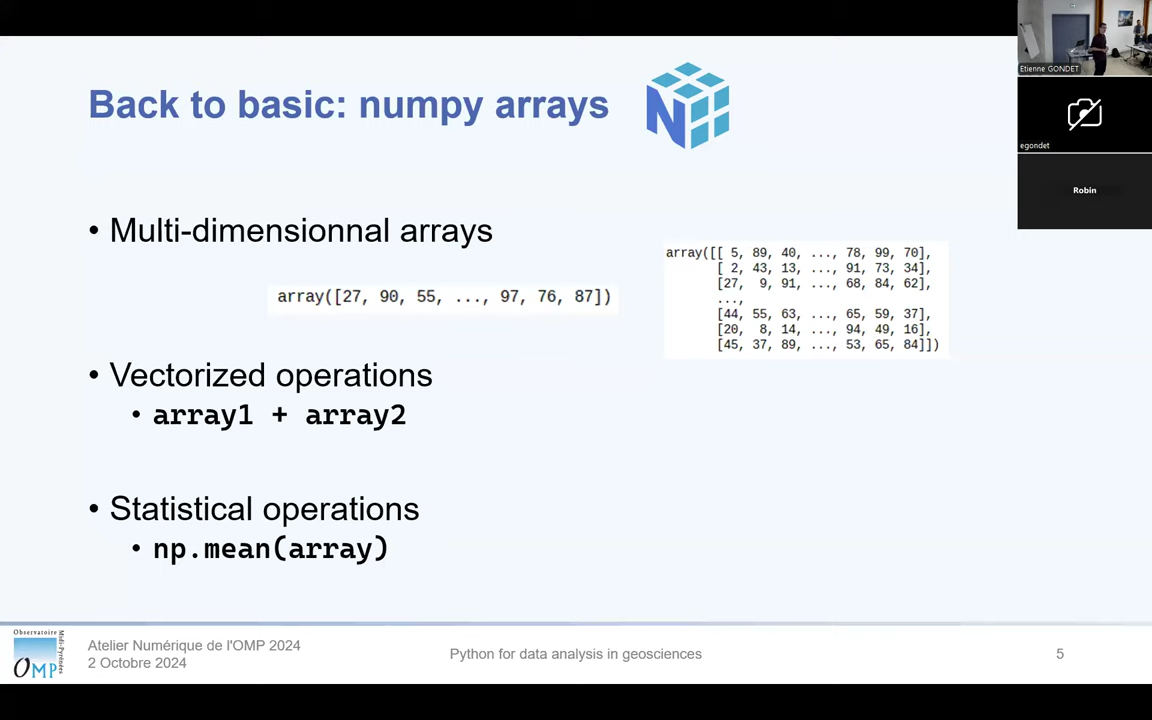 Back to basic: numpy arrays
• Multi-dimensionnal arrays
array([27, 90, 55, ..., 97, 76, 87])
array([[ 5, 89, 40, ..., 78, 99, 70],
[ 2, 43, 13, ..., 91, 73, 34],
[27, 9, 91, ..., 68, 84, 62],
...,
[44, 55, 63, ..., 65, 59, 37],
[20, 8, 14, ..., 94, 49, 16],
[45, 37, 89, ..., 53, 65, 84]])
• Vectorized operations
• array1 + array2
• Statistical operations
• np.mean(array)
Observatoire
Midi-Pyrénées
OMP
Atelier Numérique de l'OMP 2024
2 Octobre 2024
Python for data analysis in geosciences
5
Etienne GONDET
egondet
Robin